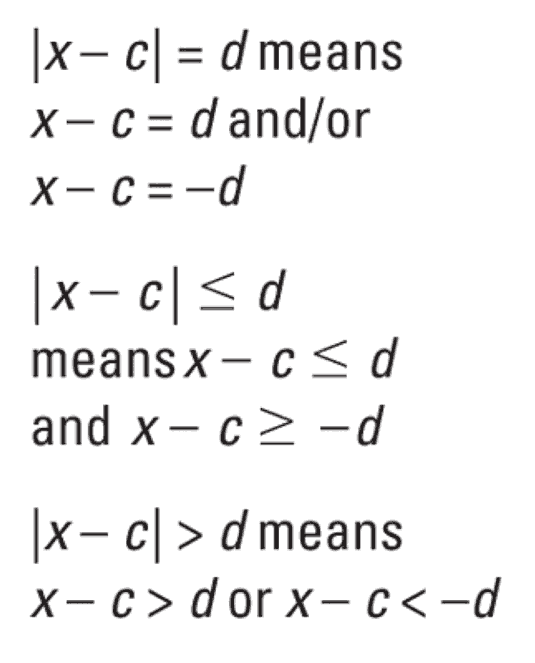 |x – c| = d means
x – c = d and/or
x – c = –d
|x – c| ≤ d
means x – c ≤ d
and x – c ≥ –d
|x – c| > d means
x – c > d or x – c < –d